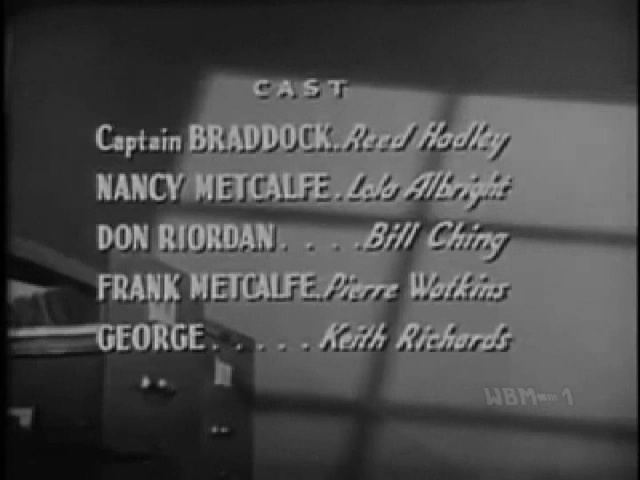 CAST
Captain BRADDOCK.Reed Hadley
NANCY METCALFE.Lola Albright
DON RIORDAN....Bill Ching
FRANK METCALFE.Pierre Watkins
GEORGE.....Keith Richards
WBM 1